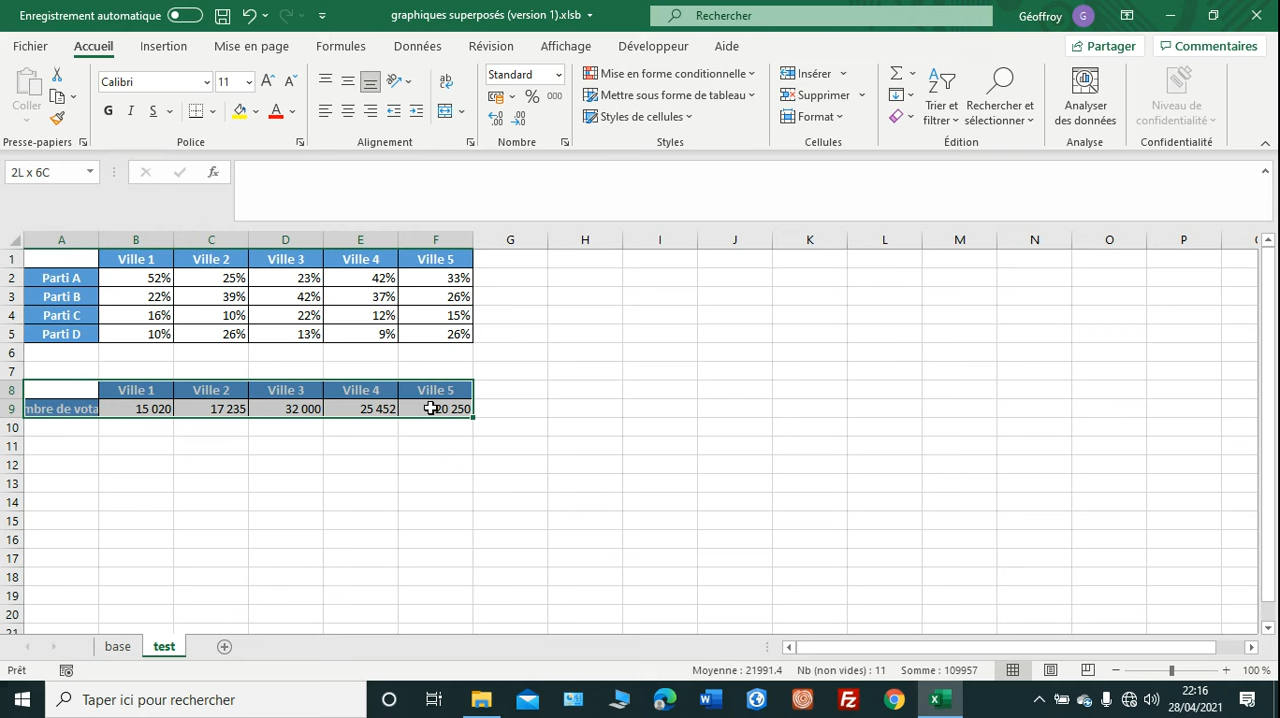 Enregistrement automatique
graphiques superposés (version 1).xlsb
Rechercher
Géoffroy G
Fichier Accueil Insertion Mise en page Formules Données Révision Affichage Développeur Aide Partager Commentaires
Coller
Presse-papiers
Calibri 11
G I S
Police
Alignement
Standard
% 000
Nombre
Mise en forme conditionnelle
Mettre sous forme de tableau
Styles de cellules
Styles
Insérer
Supprimer
Format
Cellules
Trier et filtrer
Rechercher et sélectionner
Édition
Analyser des données
Analyse
Niveau de confidentialité
Confidentialité
2L x 6C
fx
A B C D E F G H I J K L M N O P
1 Ville 1 Ville 2 Ville 3 Ville 4 Ville 5
2 Parti A 52% 25% 23% 42% 33%
3 Parti B 22% 39% 42% 37% 26%
4 Parti C 16% 10% 22% 12% 15%
5 Parti D 10% 26% 13% 9% 26%
6
7
8 Ville 1 Ville 2 Ville 3 Ville 4 Ville 5
9 mbre de vota 15 020 17 235 32 000 25 452 20 250
10
11
12
13
14
15
16
17
18
19
20
21
base test
Prêt
Moyenne : 21991.4 Nb (non vides) : 11 Somme : 109957
100 %
Taper ici pour rechercher
22:16
28/04/2021